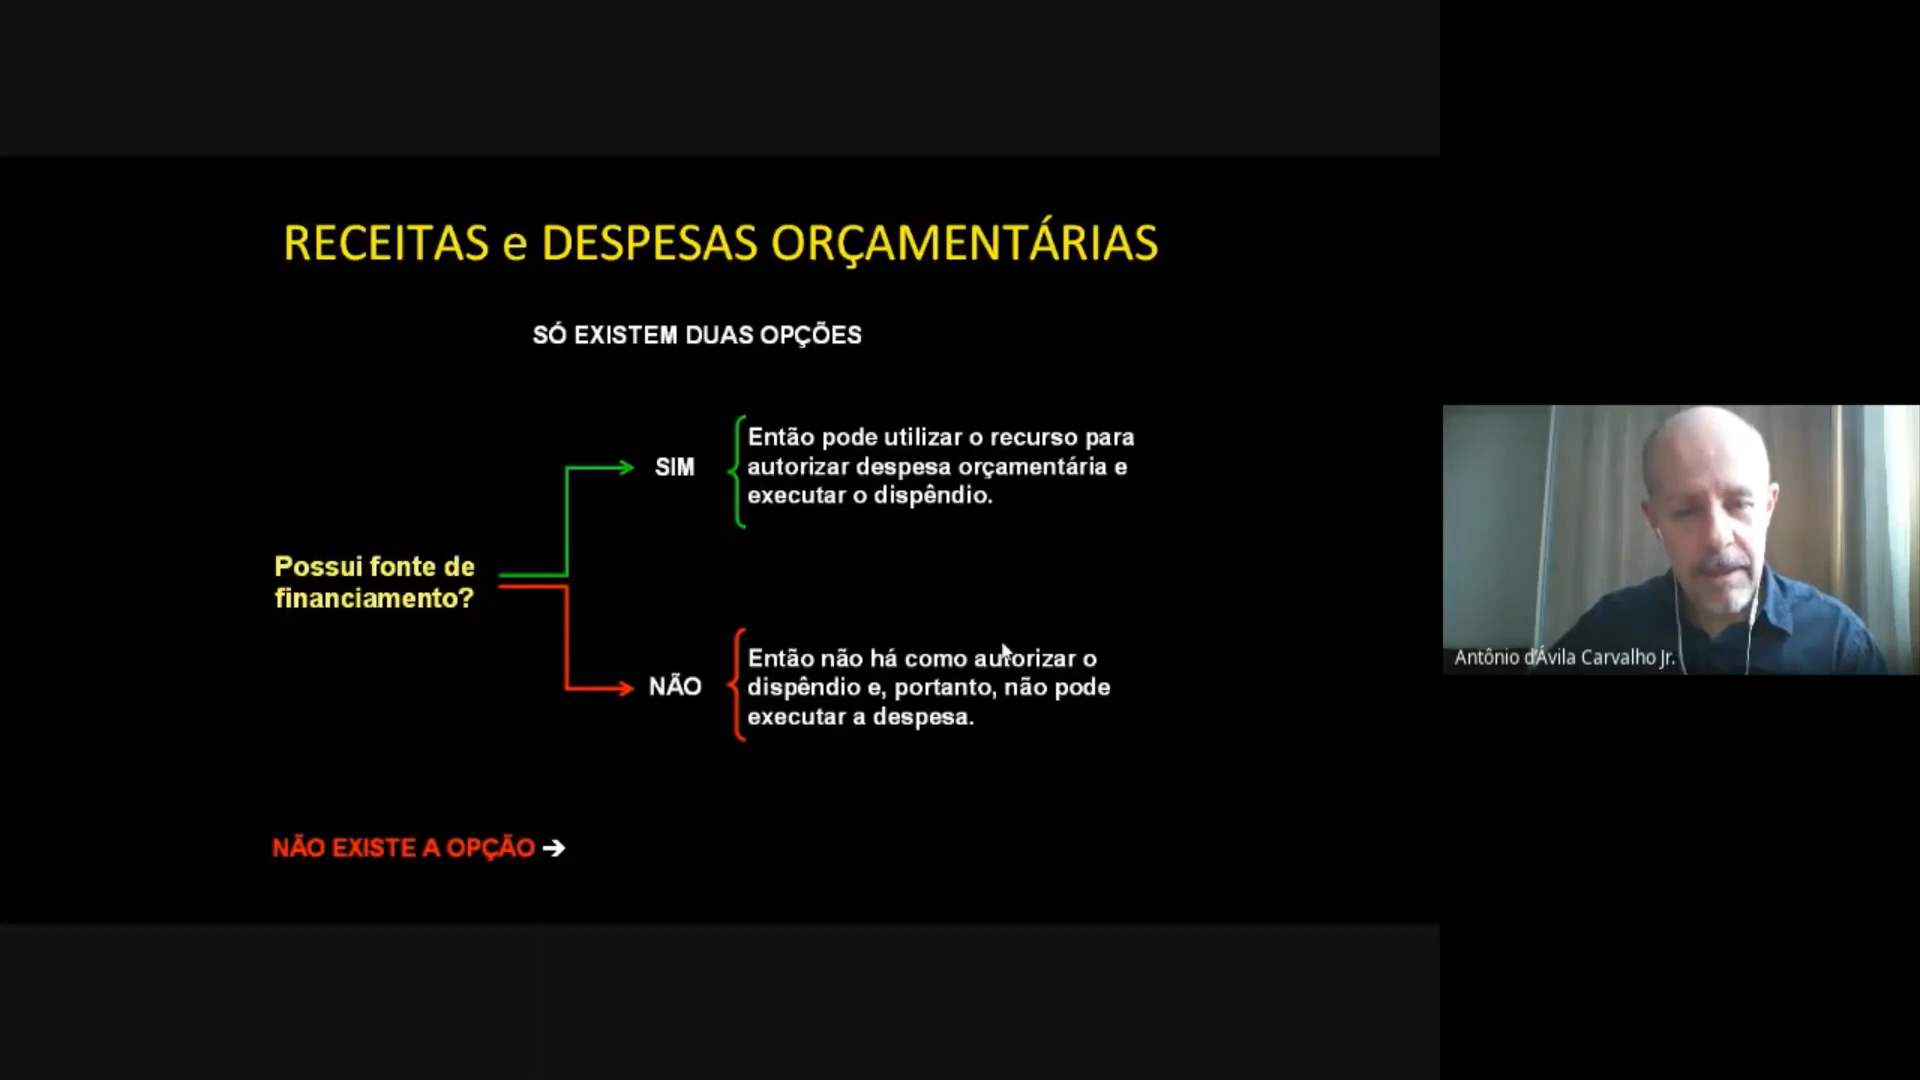 RECEITAS e DESPESAS ORÇAMENTÁRIAS
SÓ EXISTEM DUAS OPÇÕES
Possui fonte de
financiamento?
SIM
Então pode utilizar o recurso para
autorizar despesa orçamentária e
executar o dispêndio.
NÃO
Então não há como autorizar o
dispêndio e, portanto, não pode
executar a despesa.
NÃO EXISTE A OPÇÃO ➔
Antônio d'Ávila Carvalho Jr.